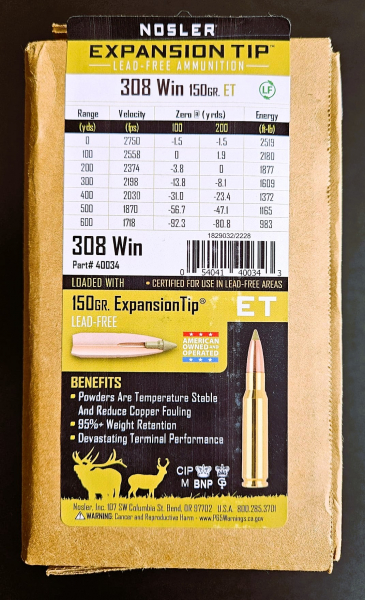 NOSLER®
EXPANSION TIP™
LEAD-FREE AMMUNITION
308 Win 150GR. ET LF
Range Velocity Zero @ (yrds) Energy
(yds) (fps) 100 200 (ft-lb)
0 2750 -1.5 -1.5 2519
100 2558 0 1.9 2180
200 2374 -3.8 0 1877
300 2198 -13.8 -8.1 1609
400 2030 -31.0 -23.4 1372
500 1870 -56.7 -47.1 1165
600 1718 -92.3 -80.8 983
308 Win
Part# 40034
1829032/2228
0 54041 40034 3
LOADED WITH • CERTIFIED FOR USE IN LEAD-FREE AREAS
150GR. ExpansionTip® ET
LEAD-FREE
AMERICAN
OWNED AND
OPERATED
BENEFITS
• Powders Are Temperature Stable
And Reduce Copper Fouling
• 95%+ Weight Retention
• Devastating Terminal Performance
CIP
M BNP
Nosler, Inc. 107 SW Columbia St. Bend, OR 97702 U.S.A. 800.285.3701
⚠WARNING: Cancer and Reproductive Harm - www.P65Warnings.ca.gov